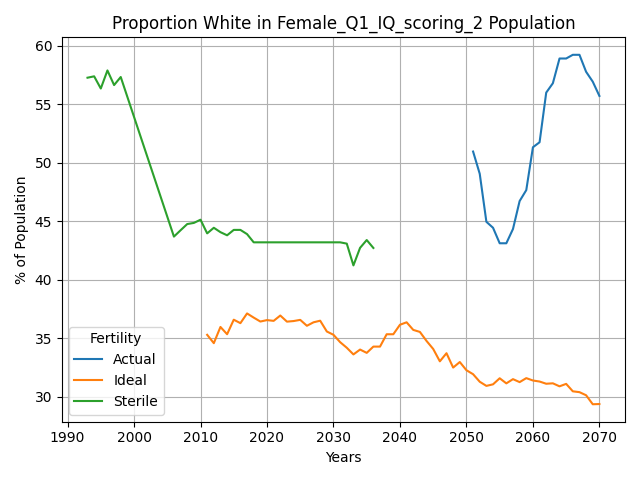 Proportion White in Female_Q1_IQ_scoring_2 Population
% of Population
60
55
50
45
40
35
30
Fertility
Actual
Ideal
Sterile
1990 2000 2010 2020 2030 2040 2050 2060 2070
Years